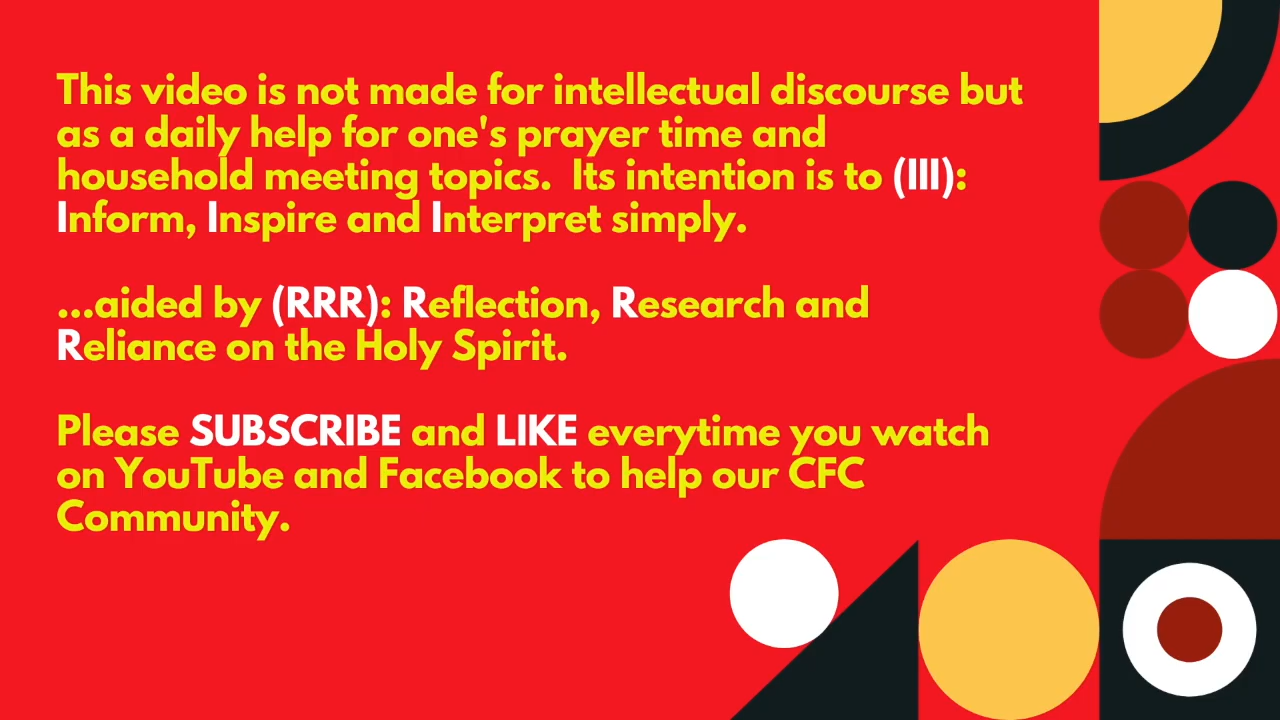 This video is not made for intellectual discourse but
as a daily help for one's prayer time and
household meeting topics.  Its intention is to (III):
Inform, Inspire and Interpret simply.
...aided by (RRR): Reflection, Research and
Reliance on the Holy Spirit.
Please SUBSCRIBE and LIKE everytime you watch
on YouTube and Facebook to help our CFC
Community.